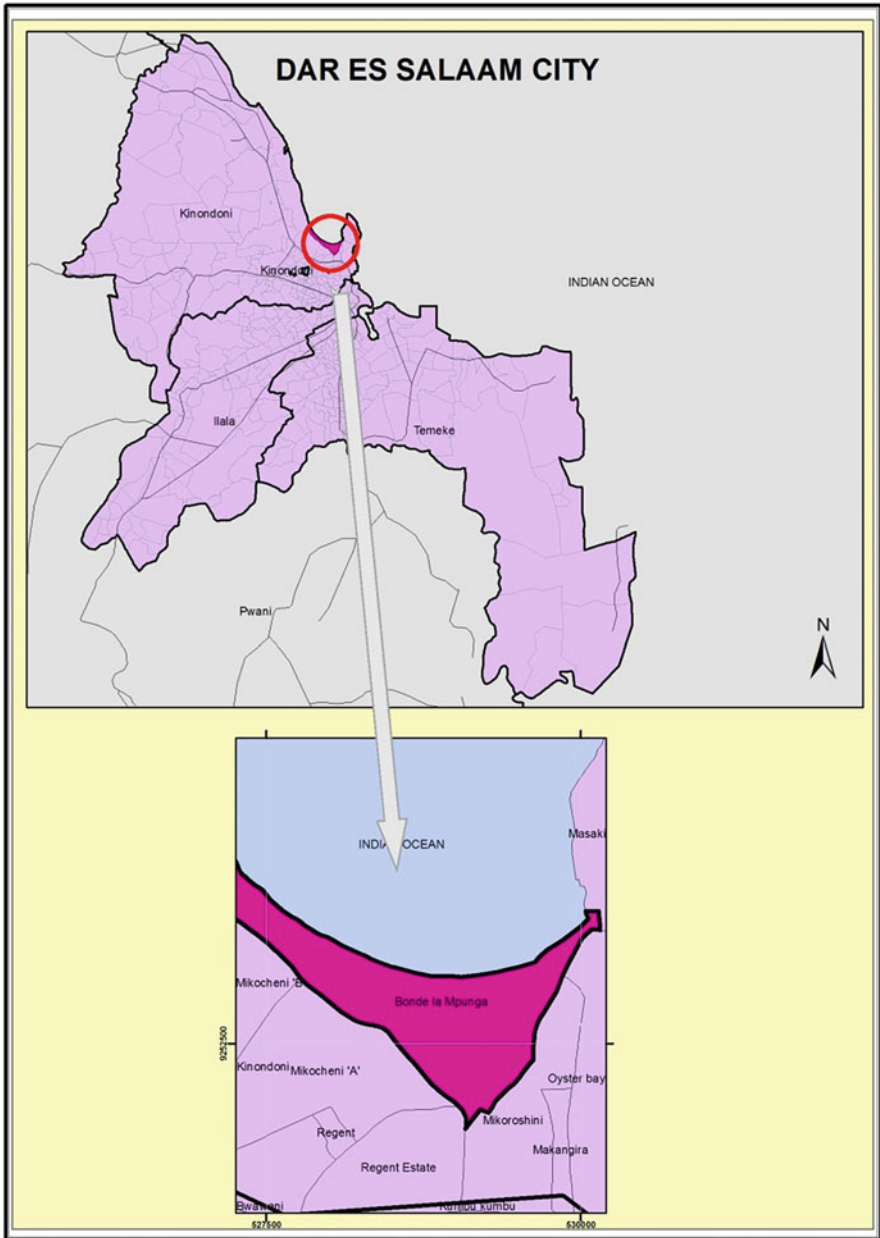 DAR ES SALAAM CITY
Kinondoni
Kinondoni
INDIAN OCEAN
Ilala
Temeke
Pwani
N
INDIAN OCEAN
Masaki
Mikocheni 'B'
Bonde la Mpunga
9252500
Kinondoni
Mikocheni 'A'
Oyster bay
Mikoroshini
Regent
Makangira
Regent Estate
Bwawani
Kumbu kumbu
527500
530000